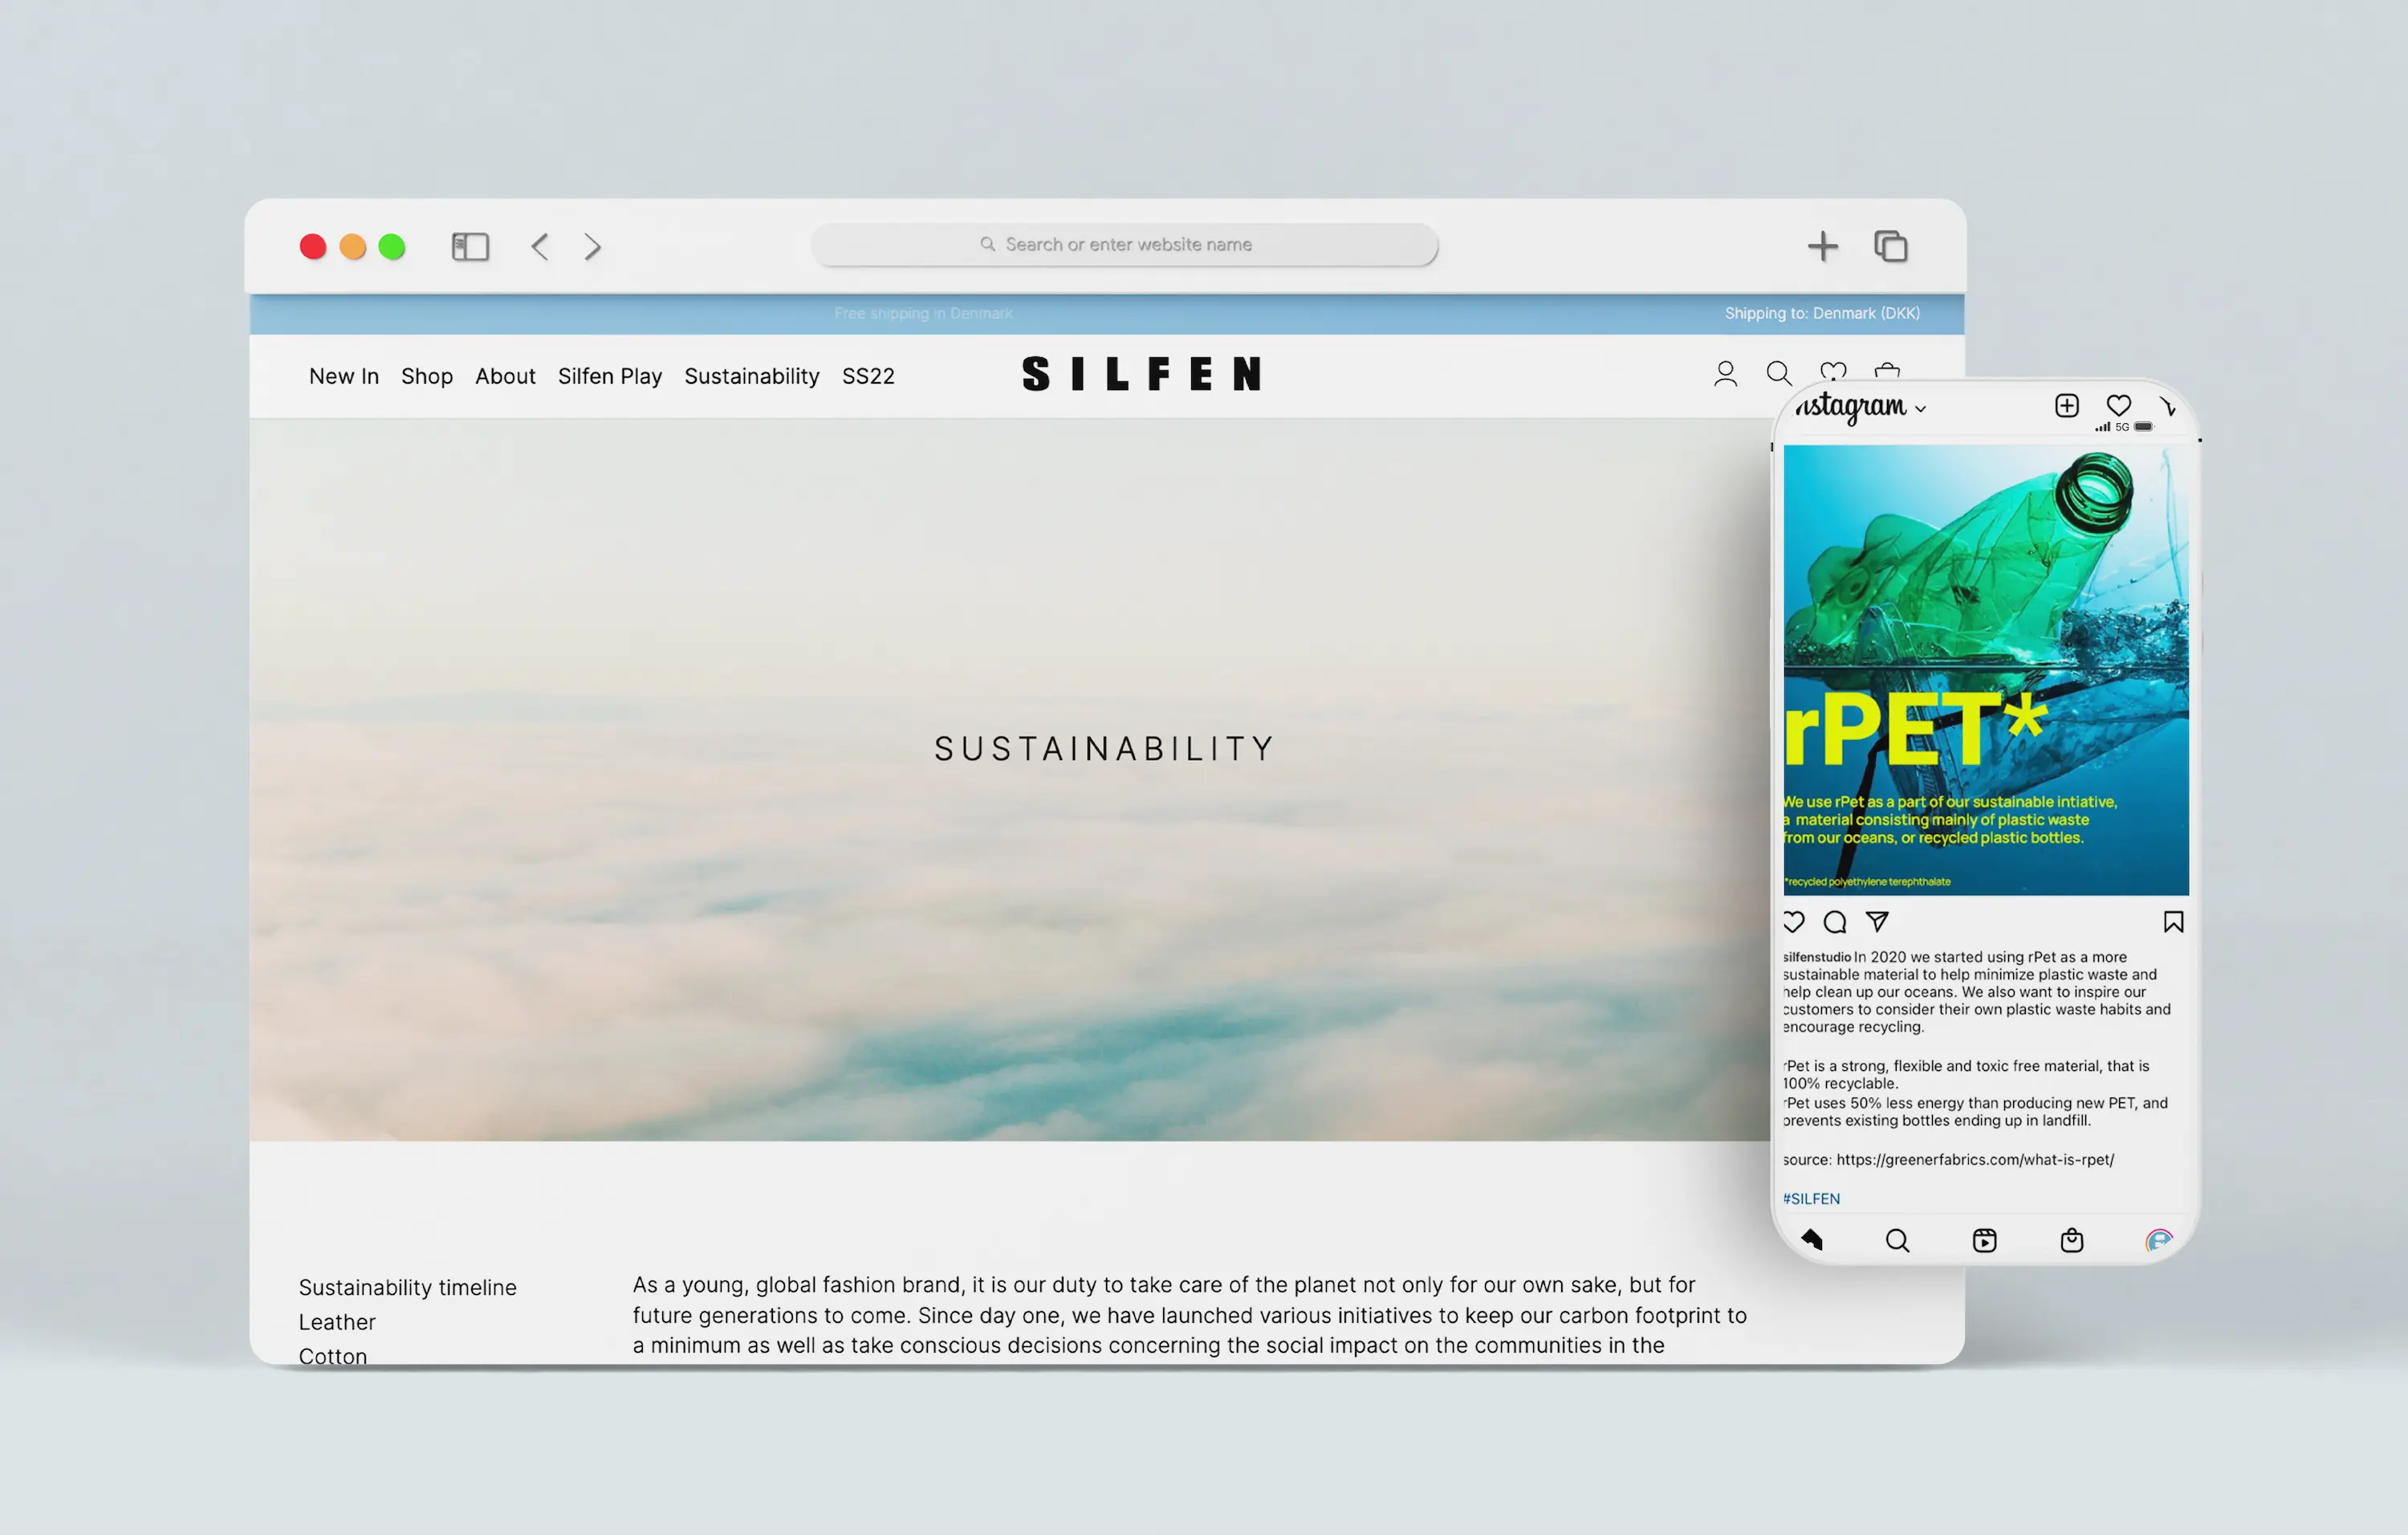 Search or enter website name
Free shipping in Denmark
Shipping to: Denmark (DKK)
New In Shop About Silfen Play Sustainability SS22
SILFEN
SUSTAINABILITY
Sustainability timeline
Leather
Cotton
As a young, global fashion brand, it is our duty to take care of the planet not only for our own sake, but for
future generations to come. Since day one, we have launched various initiatives to keep our carbon footprint to
a minimum as well as take conscious decisions concerning the social impact on the communities in the
nstagram
5G
rPET*
We use rPet as a part of our sustainable intiative,
a material consisting mainly of plastic waste
from our oceans, or recycled plastic bottles.
*recycled polyethylene terephthalate
silfenstudio In 2020 we started using rPet as a more
sustainable material to help minimize plastic waste and
help clean up our oceans. We also want to inspire our
customers to consider their own plastic waste habits and
encourage recycling.
rPet is a strong, flexible and toxic free material, that is
100% recyclable.
rPet uses 50% less energy than producing new PET, and
prevents existing bottles ending up in landfill.
source: https://greenerfabrics.com/what-is-rpet/
#SILFEN